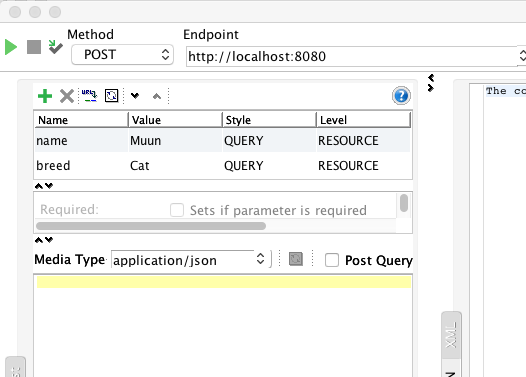 Method Endpoint
POST http://localhost:8080
The co
Name Value Style Level
name Muun QUERY RESOURCE
breed Cat QUERY RESOURCE
Required: Sets if parameter is required
Media Type application/json Post Query
XML